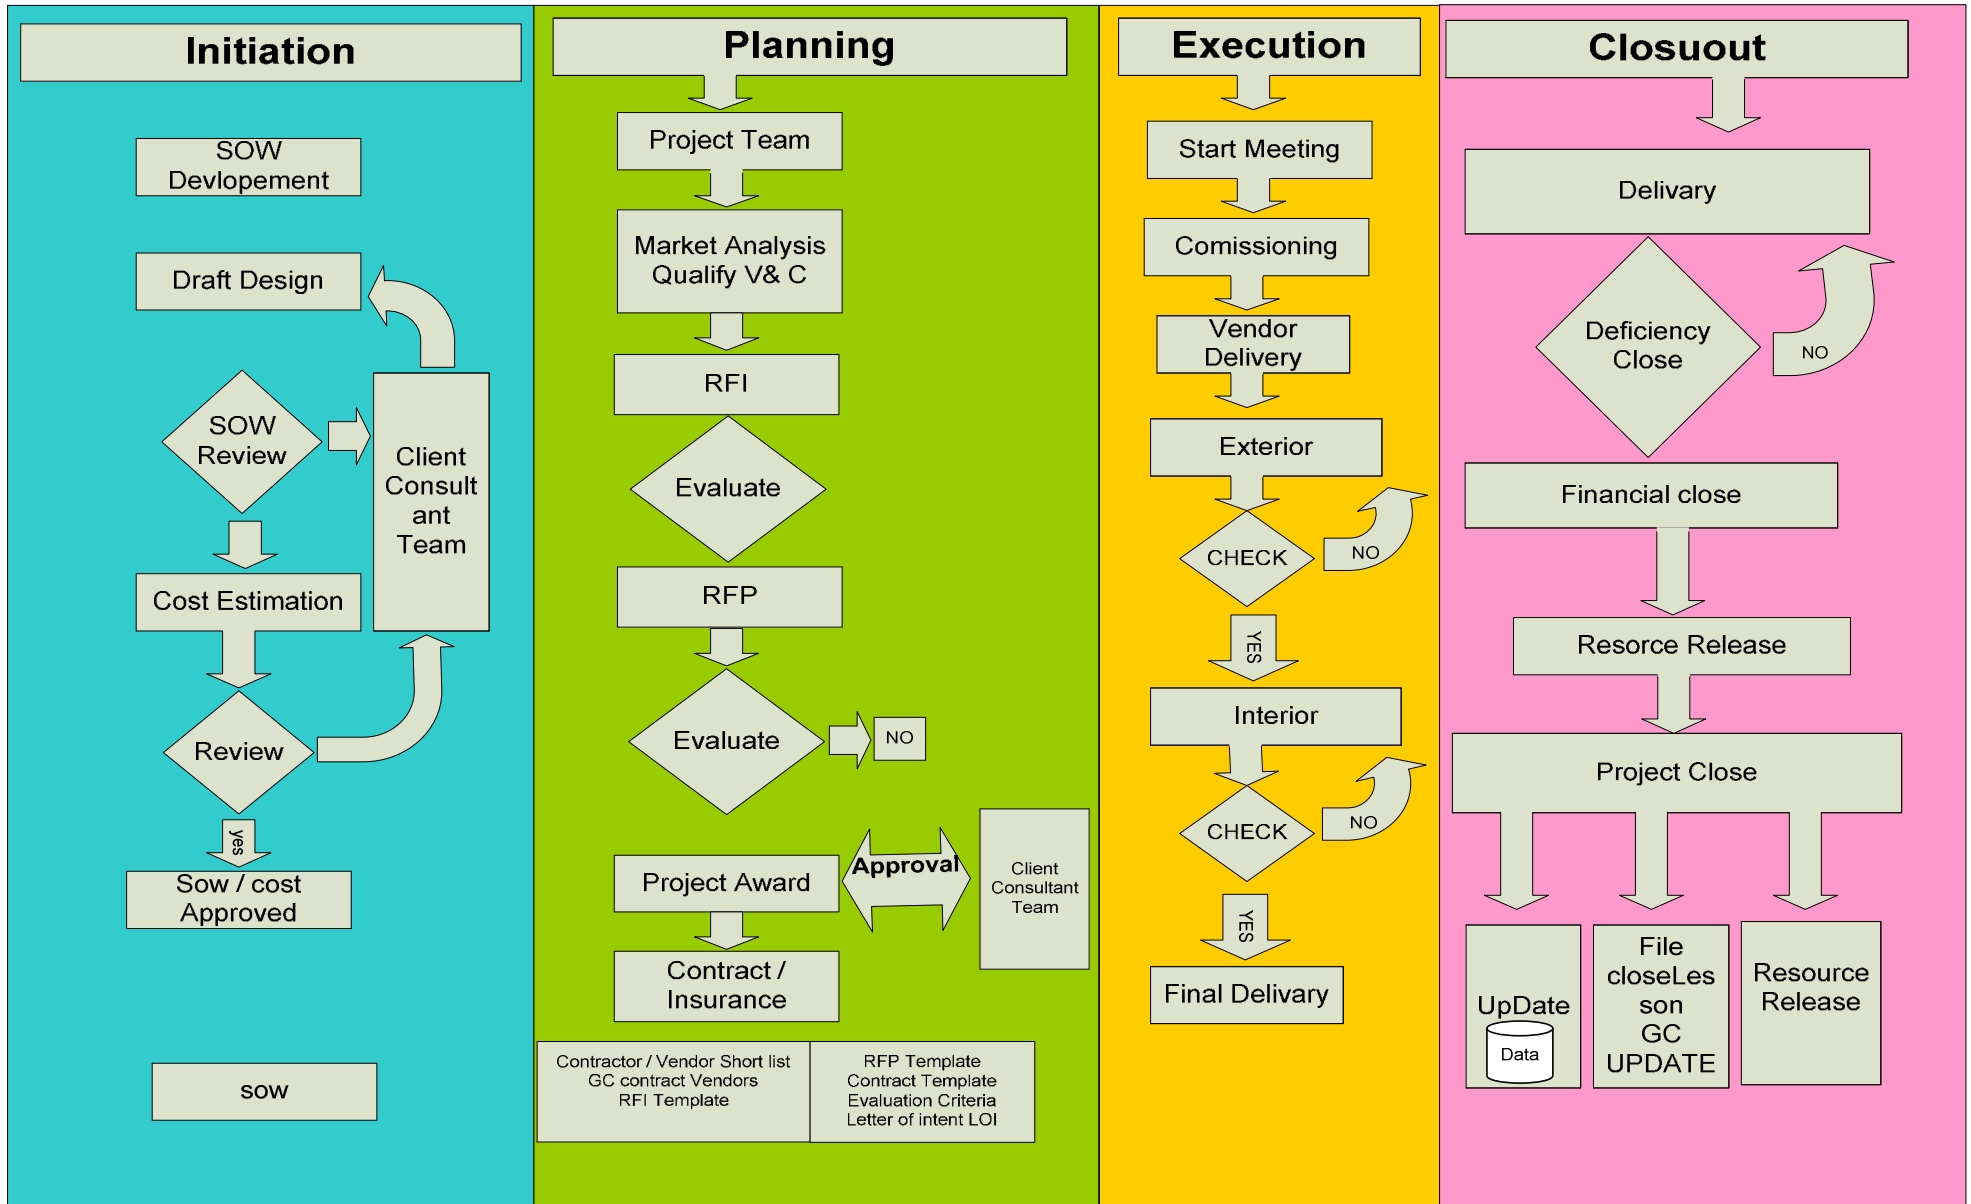 Initiation
SOW
Devlopement
Draft Design
SOW
Review
Client
Consult
ant
Team
Cost Estimation
Review
yes
Sow / cost
Approved
sow
Planning
Project Team
Market Analysis
Qualify V& C
RFI
Evaluate
RFP
Evaluate
NO
Project Award
Approval
Client
Consultant
Team
Contract /
Insurance
Contractor / Vendor Short list
GC contract Vendors
RFI Template
RFP Template
Contract Template
Evaluation Criteria
Letter of intent LOI
Execution
Start Meeting
Comissioning
Vendor
Delivery
Exterior
CHECK
NO
YES
Interior
CHECK
NO
YES
Final Delivary
Closuout
Delivary
Deficiency
Close
NO
Financial close
Resorce Release
Project Close
UpDate
Data
File
closeLes
son
GC
UPDATE
Resource
Release